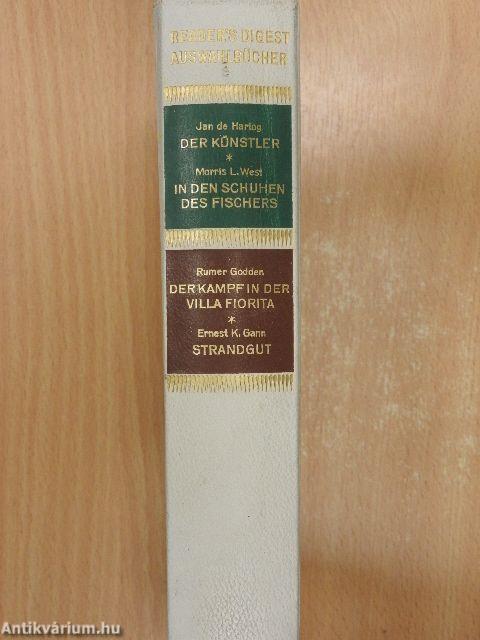 READER'S DIGEST
AUSWAHLBÜCHER
Jan de Hartog
DER KÜNSTLER
*
Morris L. West
IN DEN SCHUHEN
DES FISCHERS
Rumer Godden
DER KAMPF IN DER
VILLA FIORITA
*
Ernest K. Gann
STRANDGUT
Antikvárium.hu